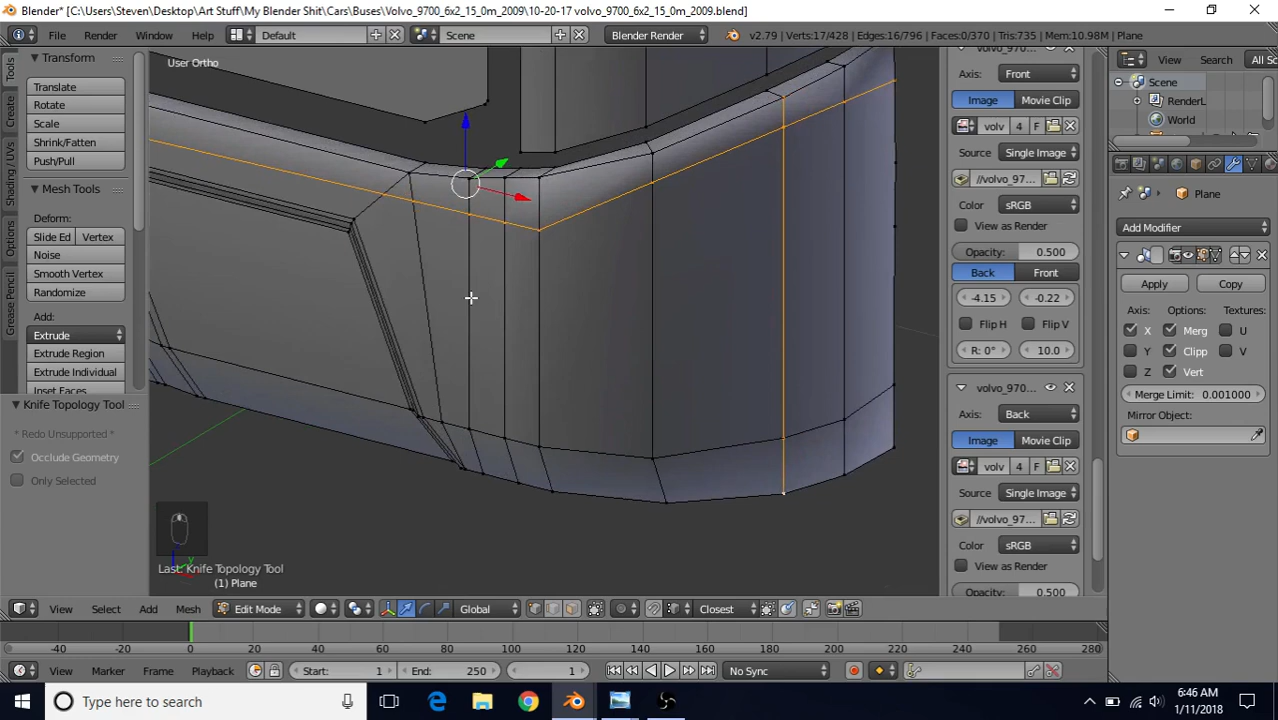 Blender* [C:\Users\Steven\Desktop\Art Stuff\My Blender Shit\Cars\Buses\Volvo_9700_6x2_15_0m_2009\10-20-17 volvo_9700_6x2_15_0m_2009.blend]
File Render Window Help Default Scene Blender Render v2.79 | Verts:17/428 | Edges:16/796 | Faces:0/370 | Tris:735 | Mem:10.98M | Plane
Tools
Create
Shading / UVs
Options
Grease Pencil
Transform
Translate
Rotate
Scale
Shrink/Fatten
Push/Pull
Mesh Tools
Deform:
Slide Ed Vertex
Noise
Smooth Vertex
Randomize
Add:
Extrude
Extrude Region
Extrude Individual
Inset Faces
Knife Topology Tool
* Redo Unsupported *
Occlude Geometry
Only Selected
User Ortho
Last: Knife Topology Tool
(1) Plane
volvo_970...
Axis: Front
Image Movie Clip
volv 4 F
Source: Single Image
//volvo_97...
Color: sRGB
View as Render
Opacity: 0.500
Back Front
-4.15 -0.22
Flip H Flip V
R: 0° 10.0
volvo_970...
Axis: Back
Image Movie Clip
volv 4 F
Source: Single Image
//volvo_97...
Color: sRGB
View as Render
Opacity: 0.500
View Search All Sc
Scene
RenderL
World
Plane
Add Modifier
Apply Copy
Axis: Options: Textures:
X Merg U
Y Clipp V
Z Vert
Merge Limit: 0.001000
Mirror Object:
View Select Add Mesh Edit Mode Global Closest
-40 -20 0 20 40 60 80 100 120 140 160 180 200 220 240 260 280
View Marker Frame Playback Start: 1 End: 250 1 No Sync
Type here to search
6:46 AM
1/11/2018